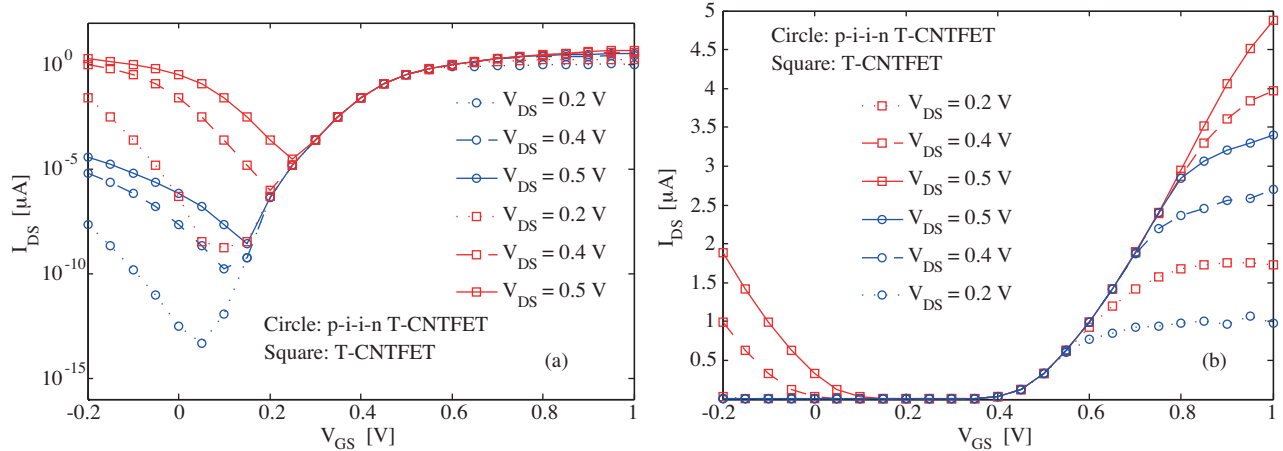 10^0
10^-5
10^-10
10^-15
I_DS [µA]
V_DS = 0.2 V
V_DS = 0.4 V
V_DS = 0.5 V
V_DS = 0.2 V
V_DS = 0.4 V
V_DS = 0.5 V
Circle: p-i-i-n T-CNTFET
Square: T-CNTFET
(a)
-0.2 0 0.2 0.4 0.6 0.8 1
V_GS [V]
5
4.5
4
3.5
3
2.5
2
1.5
1
0.5
I_DS [µA]
Circle: p-i-i-n T-CNTFET
Square: T-CNTFET
V_DS = 0.2 V
V_DS = 0.4 V
V_DS = 0.5 V
V_DS = 0.5 V
V_DS = 0.4 V
V_DS = 0.2 V
(b)
-0.2 0 0.2 0.4 0.6 0.8 1
V_GS [V]